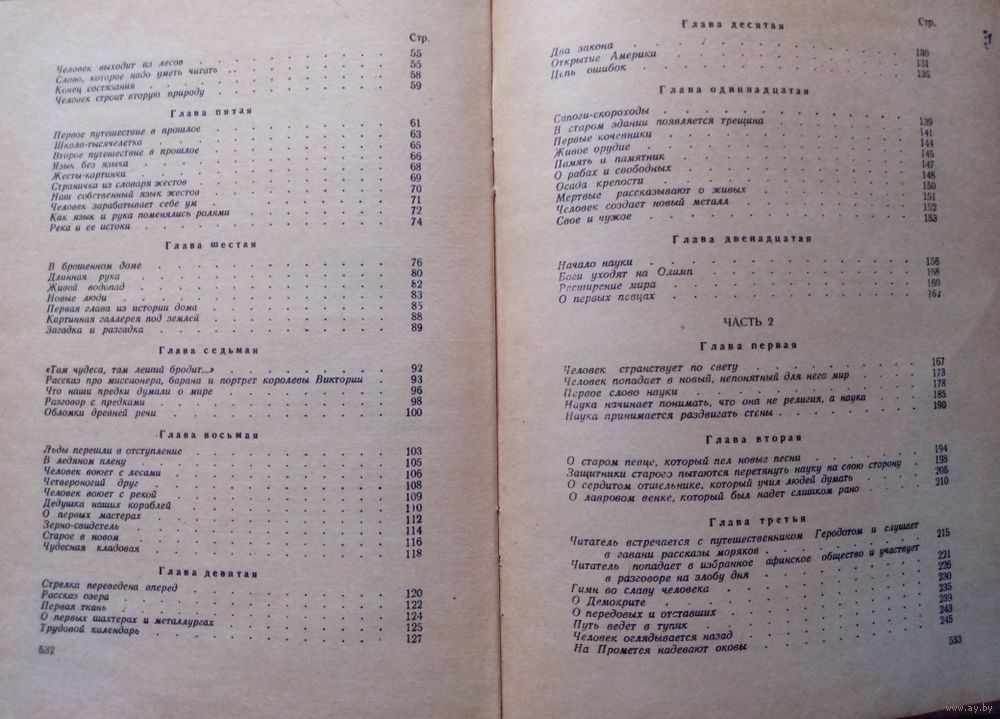 Стр.
Человек выходит из лесов . 55
Слово, которое надо уметь читать . 55
Конец состязания . 58
Человек строит вторую природу . 59
Глава пятая
Первое путешествие в прошлое . 61
Школа-тысячелетка . 63
Второе путешествие в прошлое . 65
Язык без языка . 66
Жесты-картинки . 68
Страничка из словаря жестов . 69
Наш собственный язык жестов . 70
Человек зарабатывает себе ум . 71
Как язык и рука поменялись ролями . 72
Река и ее истоки . 74
Глава шестая
В брошенном доме . 76
Длинная рука . 80
Живой водопад . 82
Новые люди . 83
Первая глава из истории дома . 85
Картинная галлерея под землей . 88
Загадка и разгадка . 89
Глава седьмая
«Там чудеса, там леший бродит...» . 92
Рассказ про миссионера, барана и портрет королевы Виктории . 93
Что наши предки думали о мире . 96
Разговор с предками . 98
Обломки древней речи . 100
Глава восьмая
Льды перешли в отступление . 103
В ледяном плену . 105
Человек воюет с лесами . 106
Четвероногий друг . 108
Человек воюет с рекой . 109
Дедушка наших кораблей . 110
О первых мастерах . 112
Зерно-свидетель . 114
Старое в новом . 116
Чудесная кладовая . 118
Глава девятая
Стрелка переведена вперед . 120
Рассказ озера . 122
Первая ткань . 124
О первых шахтерах и металлургах . 125
Трудовой календарь . 127
532
Глава десятая
Стр.
Два закона . 130
Открытие Америки . 131
Цепь ошибок . 135
Глава одиннадцатая
Сапоги-скороходы . 139
В старом здании появляется трещина . 141
Первые кочевники . 144
Живое орудие . 145
Память и памятник . 147
О рабах и свободных . 148
Осада крепости . 150
Мертвые рассказывают о живых . 151
Человек создает новый металл . 152
Свое и чужое . 153
Глава двенадцатая
Начало науки . 156
Боги уходят на Олимп . 158
Расширение мира . 160
О первых певцах . 162
ЧАСТЬ 2
Глава первая
Человек странствует по свету . 167
Человек попадает в новый, непонятный для него мир . 173
Первое слово науки . 178
Наука начинает понимать, что она не религия, а наука . 185
Наука принимается раздвигать стены . 190
Глава вторая
О старом певце, который пел новые песни . 194
Защитники старого пытаются перетянуть науку на свою сторону . 198
О сердитом отшельнике, который учил людей думать . 205
О лавровом венке, который был надет слишком рано . 210
Глава третья
Читатель встречается с путешественником Геродотом и слушает
в гавани рассказы моряков . 215
Читатель попадает в избранное афинское общество и участвует
в разговоре на злобу дня . 221
Гимн во славу человека . 226
О Демокрите . 230
О передовых и отставших . 235
Путь ведет в тупик . 239
Человек оглядывается назад . 243
На Прометея надевают оковы . 245
533
www.ay.by